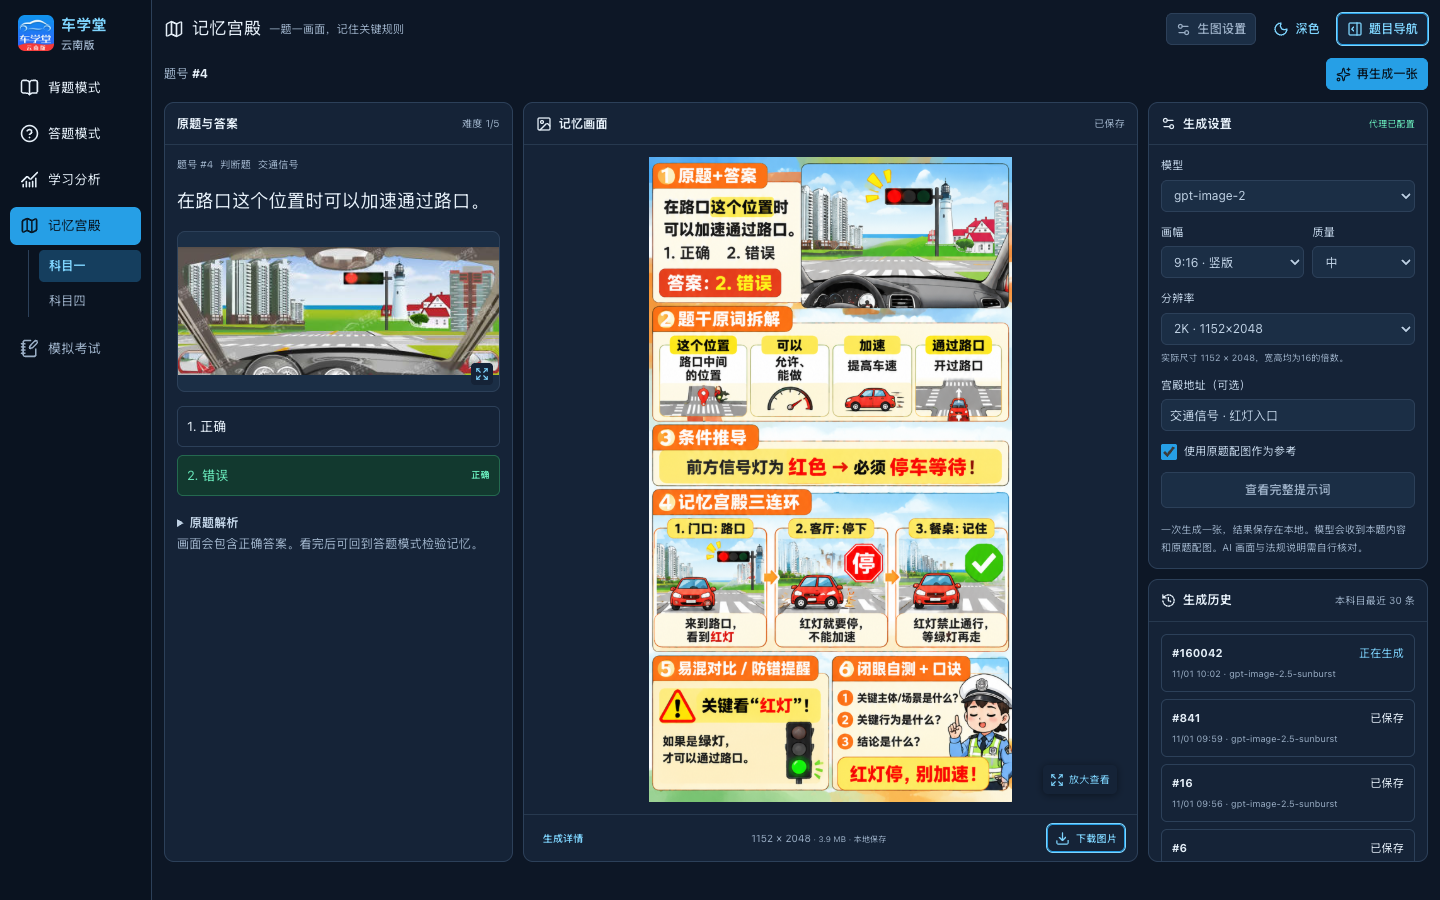 车学堂
云南版
背题模式
答题模式
学习分析
记忆宫殿
科目一
科目四
模拟考试
记忆宫殿 一题一画面，记住关键规则
生图设置
深色
题目导航
题号 #4
再生成一张
原题与答案
难度 1/5
题号 #4 判断题 交通信号
在路口这个位置时可以加速通过路口。
1. 正确
2. 错误
正确
▶ 原题解析
画面会包含正确答案。看完后可回到答题模式检验记忆。
记忆画面
已保存
1 原题+答案
在路口这个位置时
可以加速通过路口。
1. 正确 2. 错误
答案: 2. 错误
2 题干原词拆解
这个位置
路口中间
的位置
可以
允许、
能做
加速
提高车速
通过路口
开过路口
3 条件推导
前方信号灯为 红色 → 必须 停车等待！
4 记忆宫殿三连环
1. 门口: 路口
来到路口，
看到红灯
2. 客厅: 停下
停
红灯就要停，
不能加速
3. 餐桌: 记住
红灯禁止通行，
等绿灯再走
5 易混对比 / 防错提醒
关键看“红灯”！
如果是绿灯，
才可以通过路口。
6 闭眼自测 + 口诀
1 关键主体/场景是什么?
2 关键行为是什么?
3 结论是什么?
红灯停，别加速！
放大查看
生成详情
1152 × 2048 · 3.9 MB · 本地保存
下载图片
生成设置
代理已配置
模型
gpt-image-2
画幅
质量
9:16 · 竖版
中
分辨率
2K · 1152×2048
实际尺寸 1152 × 2048，宽高均为16的倍数。
宫殿地址（可选）
交通信号 · 红灯入口
使用原题配图作为参考
查看完整提示词
一次生成一张，结果保存在本地。模型会收到本题内容
和原题配图。AI 画面与法规说明需自行核对。
生成历史
本科目最近 30 条
#160042
正在生成
11/01 10:02 · gpt-image-2.5-sunburst
#841
已保存
11/01 09:59 · gpt-image-2.5-sunburst
#16
已保存
11/01 09:56 · gpt-image-2.5-sunburst
#6
已保存